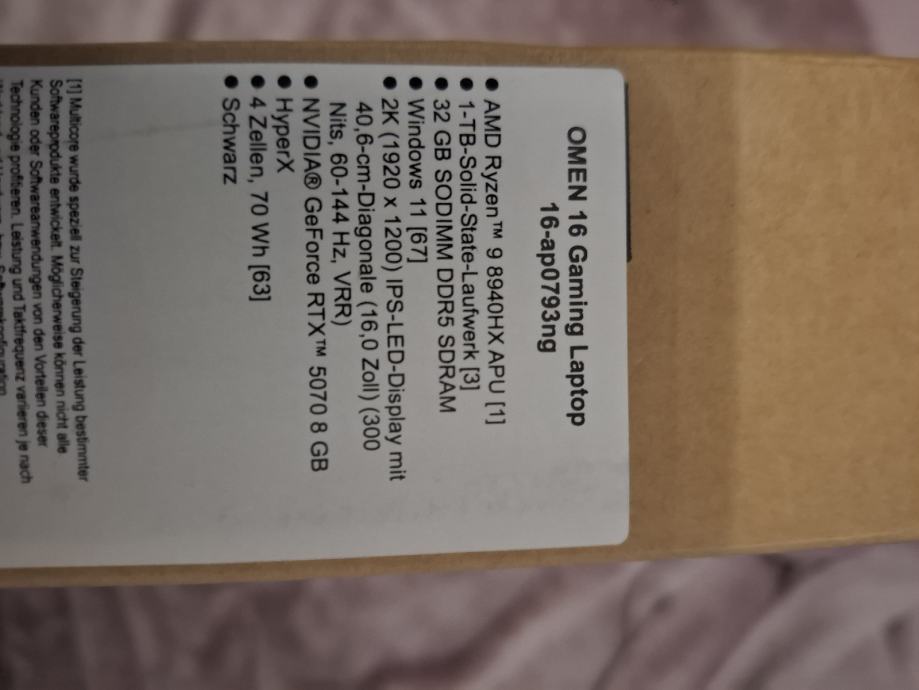 OMEN 16 Gaming Laptop
16-ap0793ng
● AMD Ryzen™ 9 8940HX APU [1]
● 1-TB-Solid-State-Laufwerk [3]
● 32 GB SODIMM DDR5 SDRAM
● Windows 11 [67]
● 2K (1920 x 1200) IPS-LED-Display mit
40,6-cm-Diagonale (16,0 Zoll) (300
Nits, 60-144 Hz, VRR)
● NVIDIA® GeForce RTX™ 5070 8 GB
● HyperX
● 4 Zellen, 70 Wh [63]
● Schwarz
[1] Multicore wurde speziell zur Steigerung der Leistung bestimmter
Softwareprodukte entwickelt. Möglicherweise können nicht alle
Kunden oder Softwareanwendungen von den Vorteilen dieser
Technologie profitieren. Leistung und Taktfrequenz variieren je nach